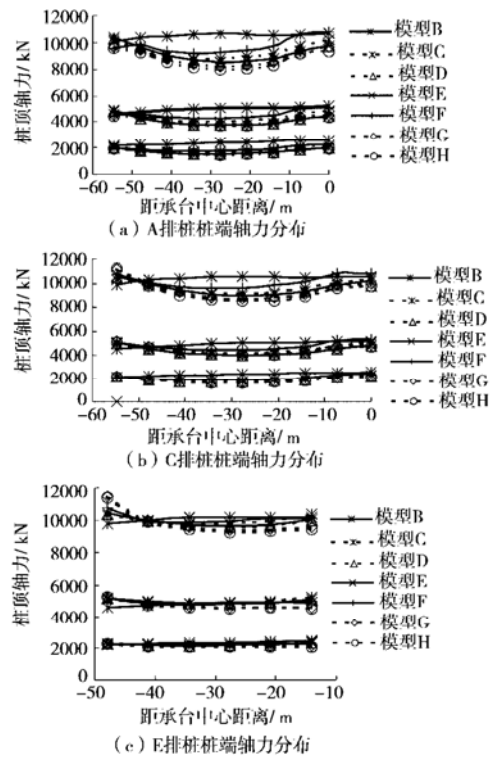 12000
10000
8000
6000
4000
2000
0
桩顶轴力/kN
-60 -50 -40 -30 -20 -10 0
距承台中心距离/m
模型B
模型C
模型D
模型E
模型F
模型G
模型H
(a)A排桩桩端轴力分布
12000
10000
8000
6000
4000
2000
0
桩顶轴力/kN
-60 -50 -40 -30 -20 -10 0
距承台中心距离/m
模型B
模型C
模型D
模型E
模型F
模型G
模型H
(b)C排桩桩端轴力分布
12000
10000
8000
6000
4000
2000
0
桩顶轴力/kN
-50 -40 -30 -20 -10
距承台中心距离/m
模型B
模型C
模型D
模型E
模型F
模型G
模型H
(c)E排桩桩端轴力分布